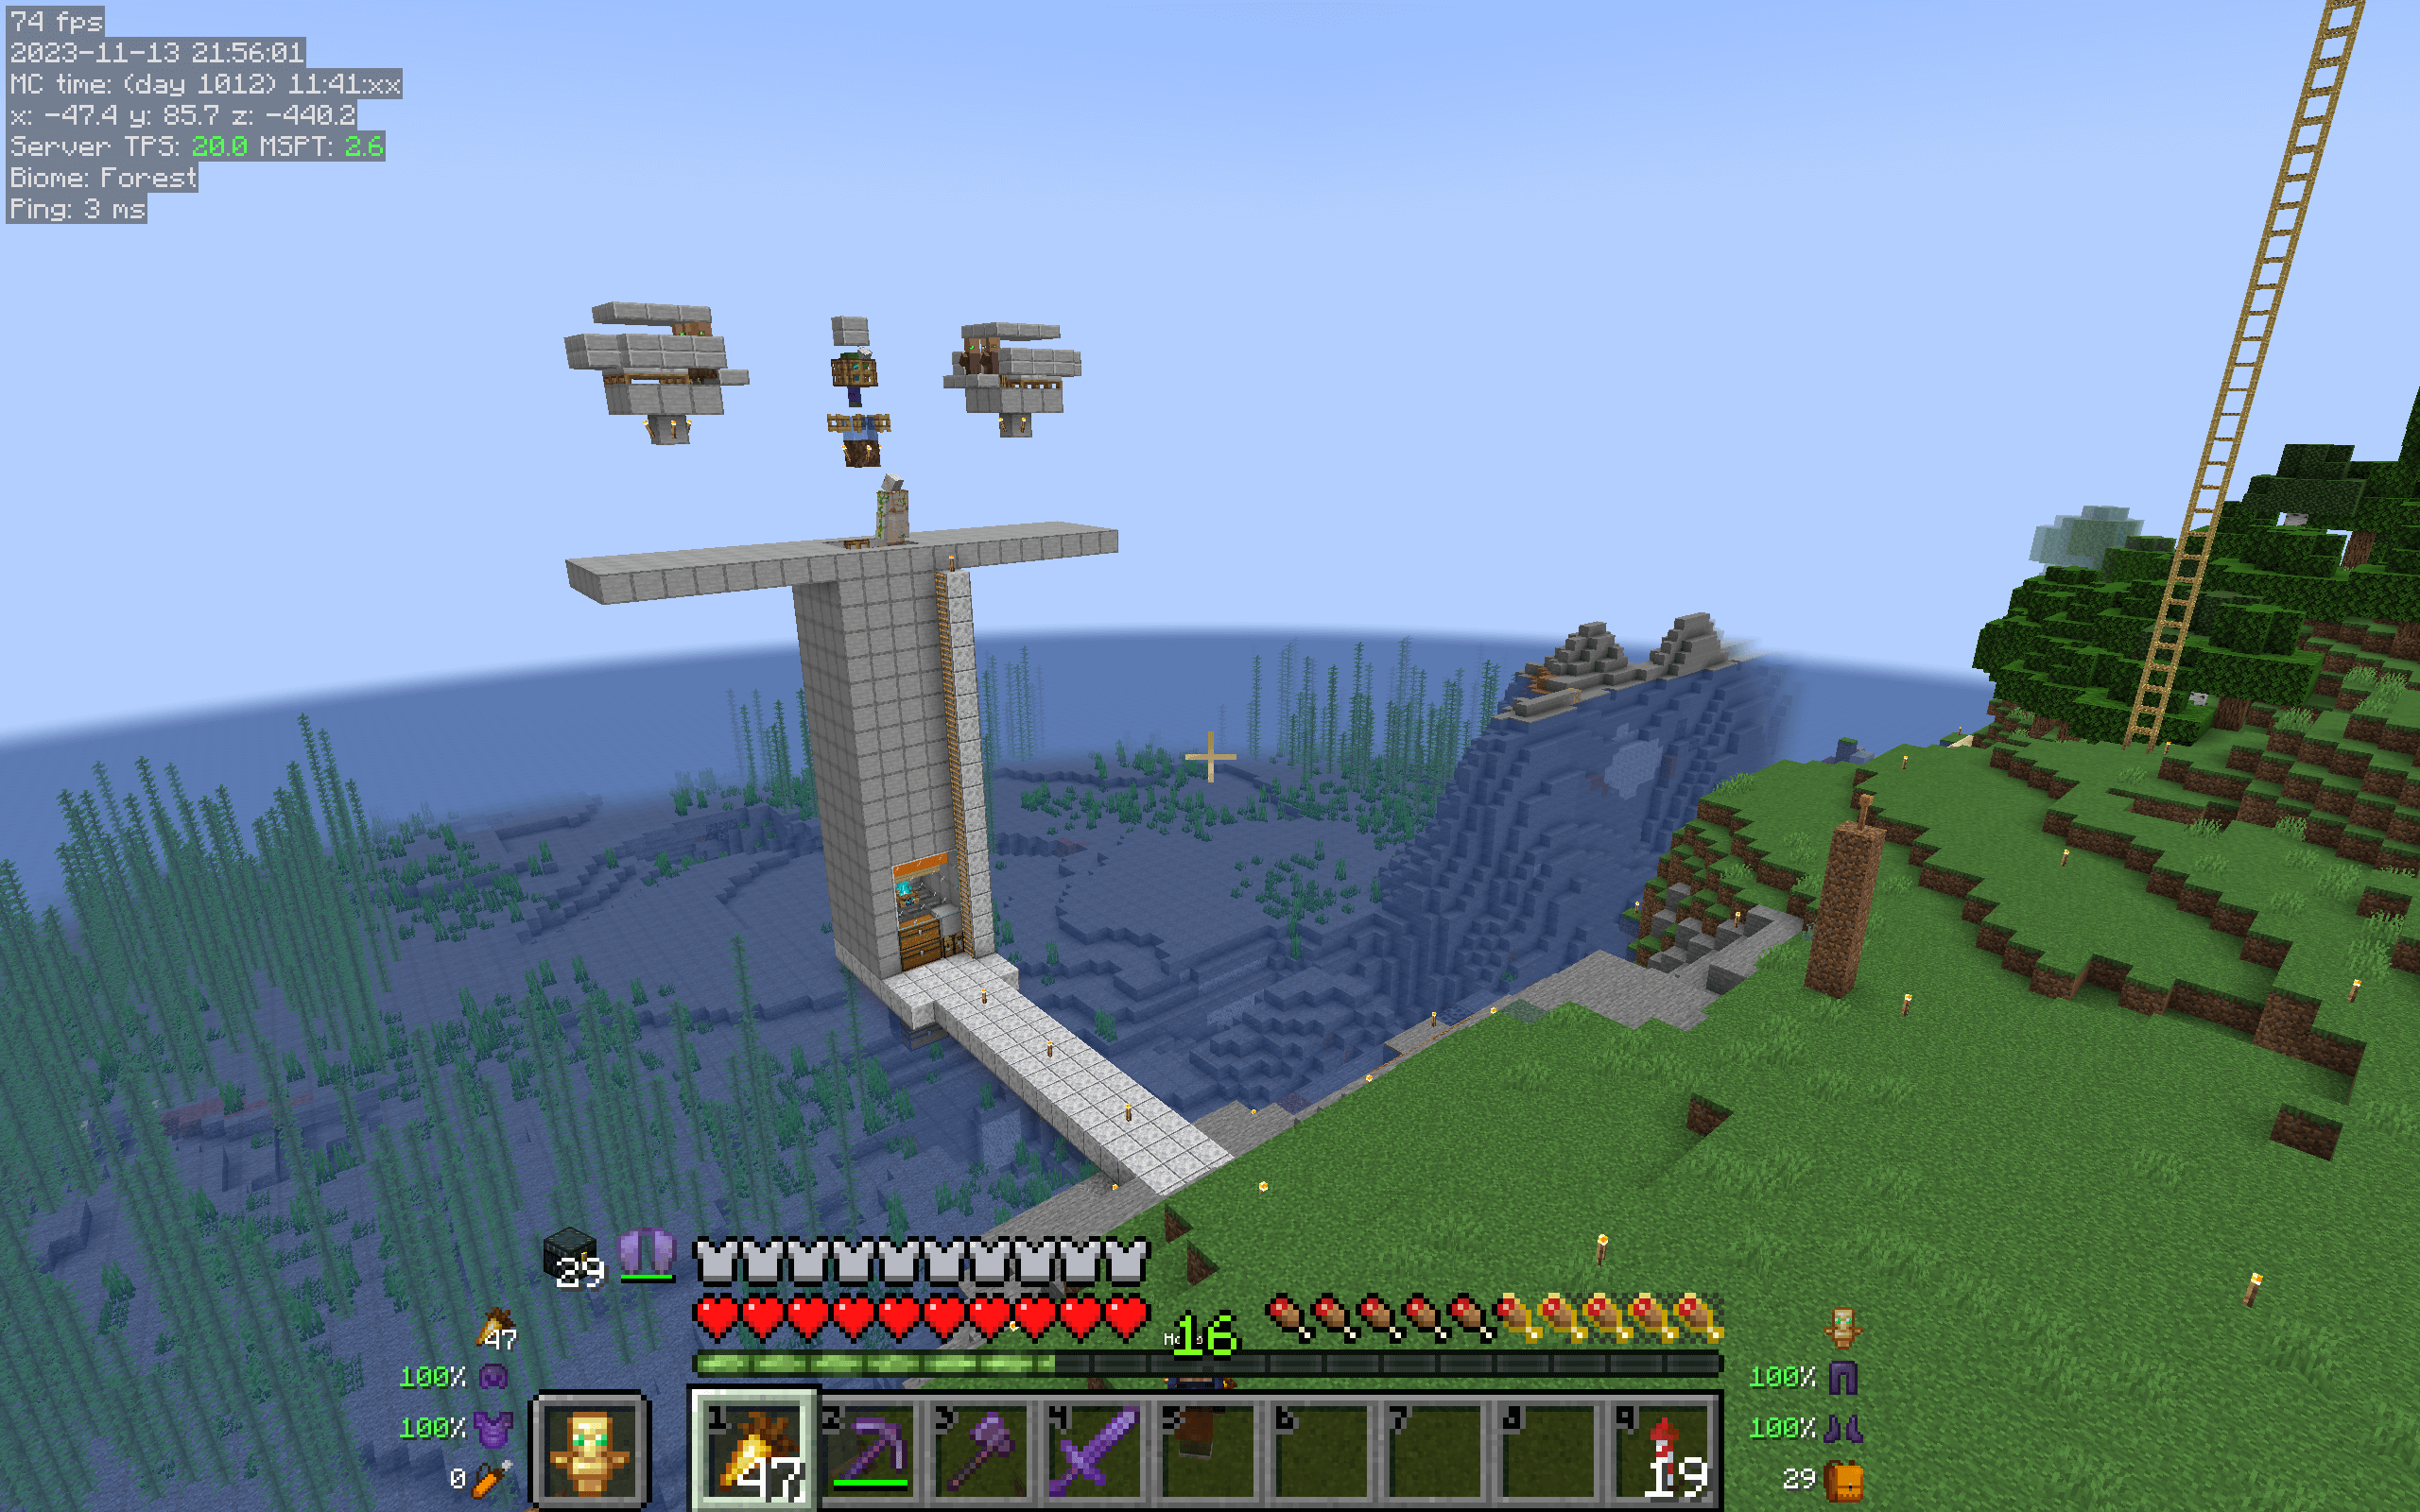 74 fps
2023-11-13 21:56:01
MC time: (day 1012) 11:41:xx
x: -47.4 y: 85.7 z: -440.2
Server TPS: 20.0 MSPT: 2.6
Biome: Forest
Ping: 3 ms
29
47
16
100%
100%
100%
100%
0
1 2 3 4 5 6 7 8 9
47
19
29